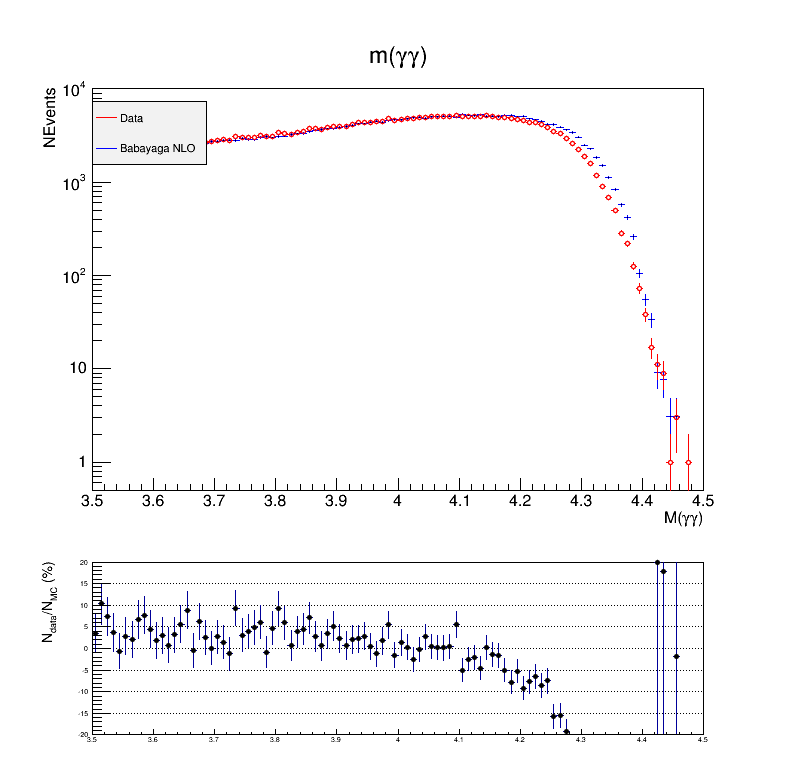 m(γγ)
NEvents
10⁴
10³
10²
10
1
Data
Babayaga NLO
3.5 3.6 3.7 3.8 3.9 4 4.1 4.2 4.3 4.4 4.5
M(γγ)
N_data/N_MC (%)
20
15
10
5
0
-5
-10
-15
-20
3.5 3.6 3.7 3.8 3.9 4 4.1 4.2 4.3 4.4 4.5